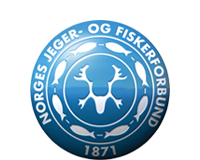 NORGES JEGER- OG FISKERFORBUND
1871